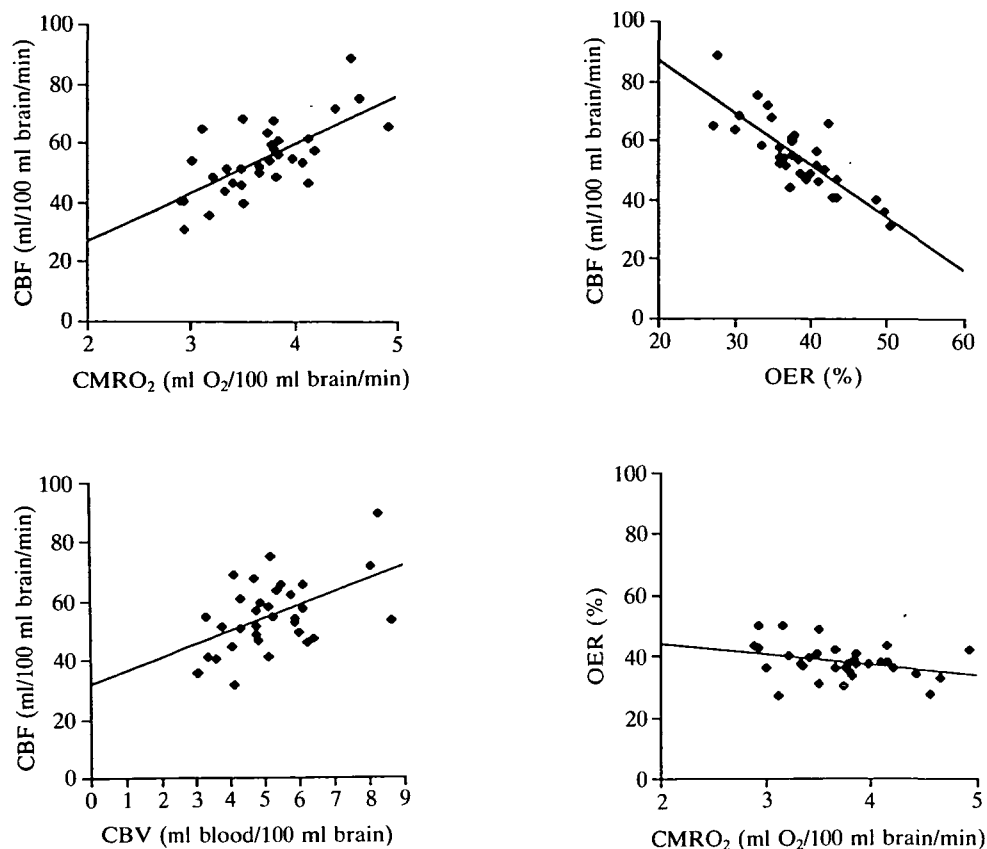 100
80
60
40
20
0
CBF (ml/100 ml brain/min)
2 3 4 5
CMRO₂ (ml O₂/100 ml brain/min)
100
80
60
40
20
0
CBF (ml/100 ml brain/min)
20 30 40 50 60
OER (%)
100
80
60
40
20
0
CBF (ml/100 ml brain/min)
0 1 2 3 4 5 6 7 8 9
CBV (ml blood/100 ml brain)
100
80
60
40
20
0
OER (%)
2 3 4 5
CMRO₂ (ml O₂/100 ml brain/min)